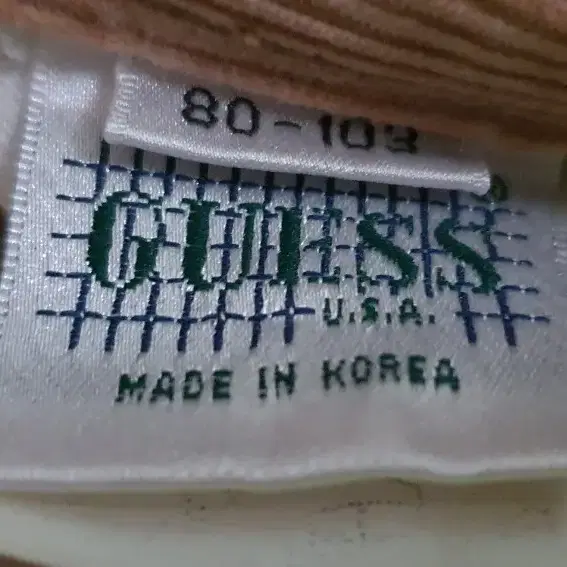 80-103
GUESS
U.S.A.
MADE IN KOREA